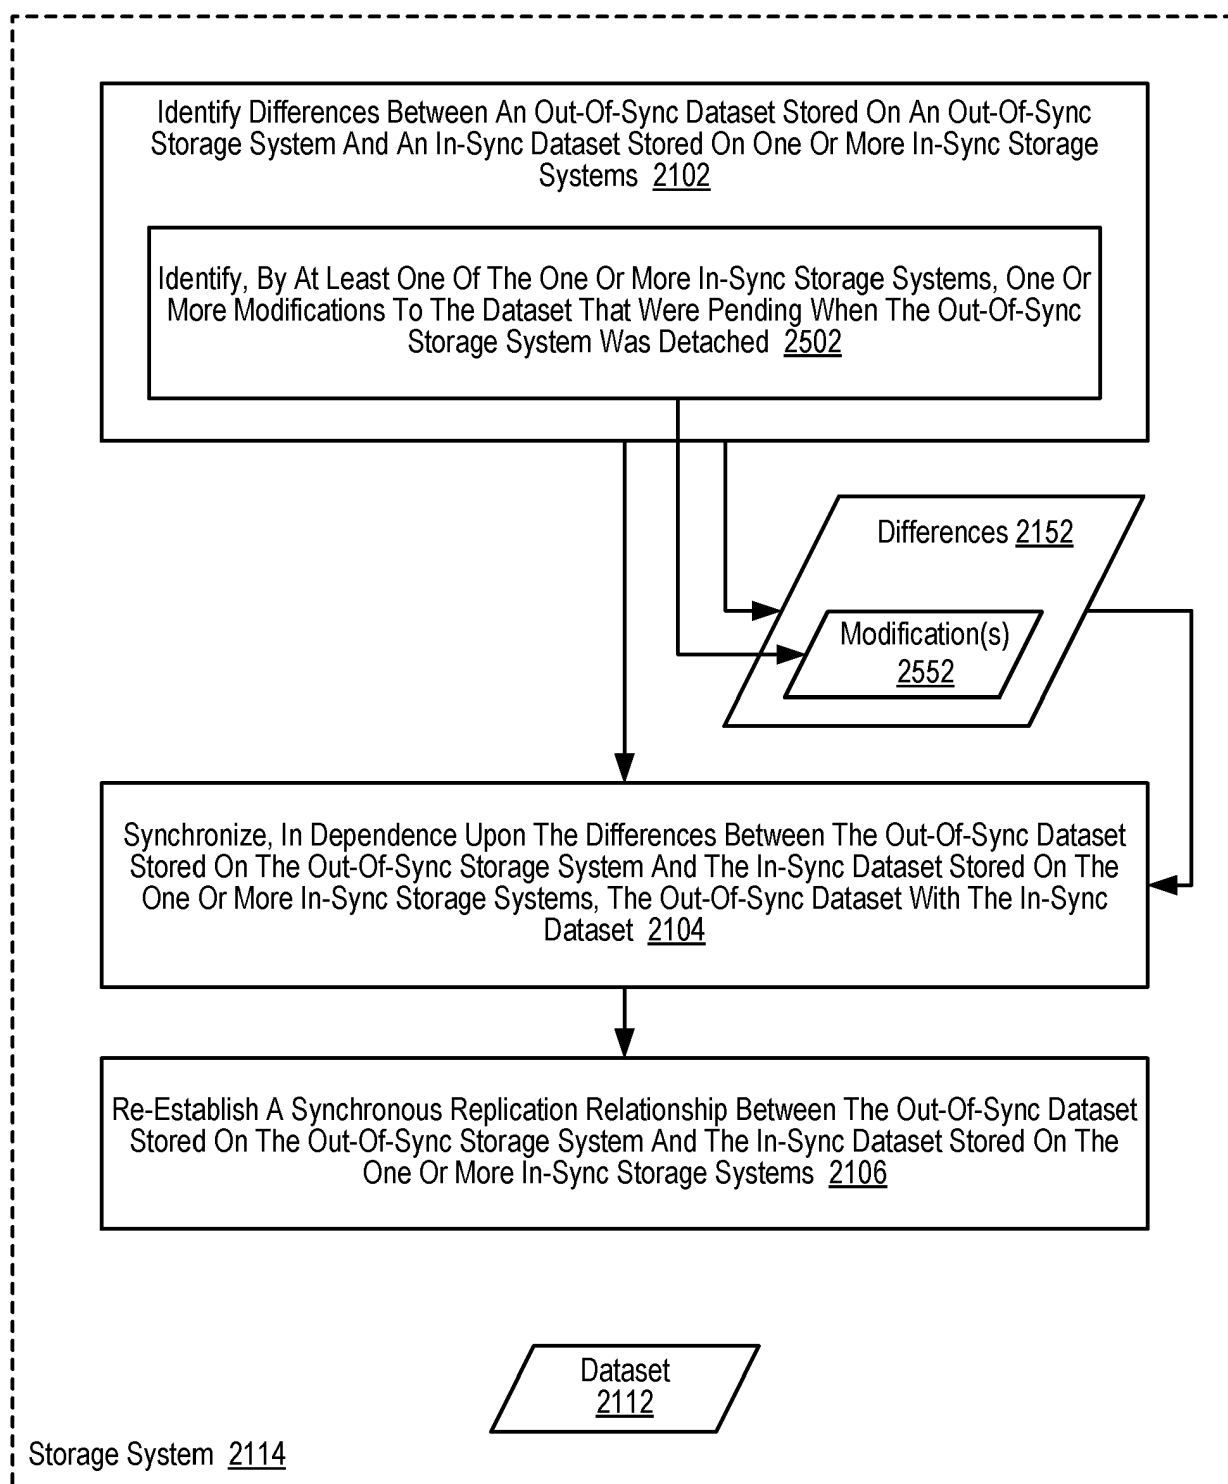 Identify Differences Between An Out-Of-Sync Dataset Stored On An Out-Of-Sync
Storage System And An In-Sync Dataset Stored On One Or More In-Sync Storage
Systems 2102
Identify, By At Least One Of The One Or More In-Sync Storage Systems, One Or
More Modifications To The Dataset That Were Pending When The Out-Of-Sync
Storage System Was Detached 2502
Differences 2152
Modification(s)
2552
Synchronize, In Dependence Upon The Differences Between The Out-Of-Sync Dataset
Stored On The Out-Of-Sync Storage System And The In-Sync Dataset Stored On The
One Or More In-Sync Storage Systems, The Out-Of-Sync Dataset With The In-Sync
Dataset 2104
Re-Establish A Synchronous Replication Relationship Between The Out-Of-Sync Dataset
Stored On The Out-Of-Sync Storage System And The In-Sync Dataset Stored On The
One Or More In-Sync Storage Systems 2106
Dataset
2112
Storage System 2114